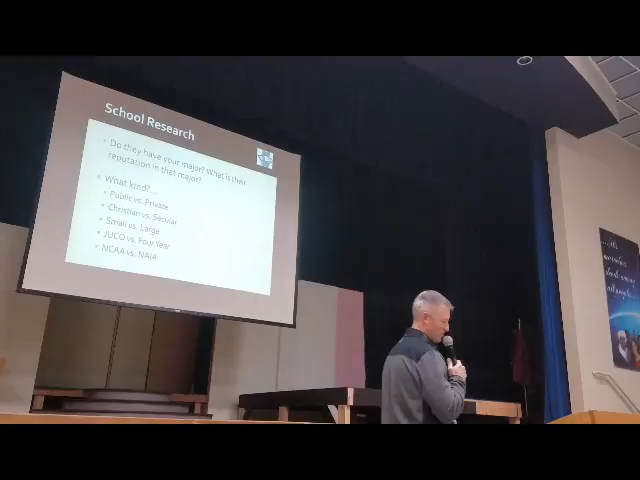 School Research
Do they have your major? What is their
reputation in that major?
What kind?...
Public vs. Private
Christian vs. Secular
Small vs. Large
JUCO vs. Four Year
NCAA vs. NAIA